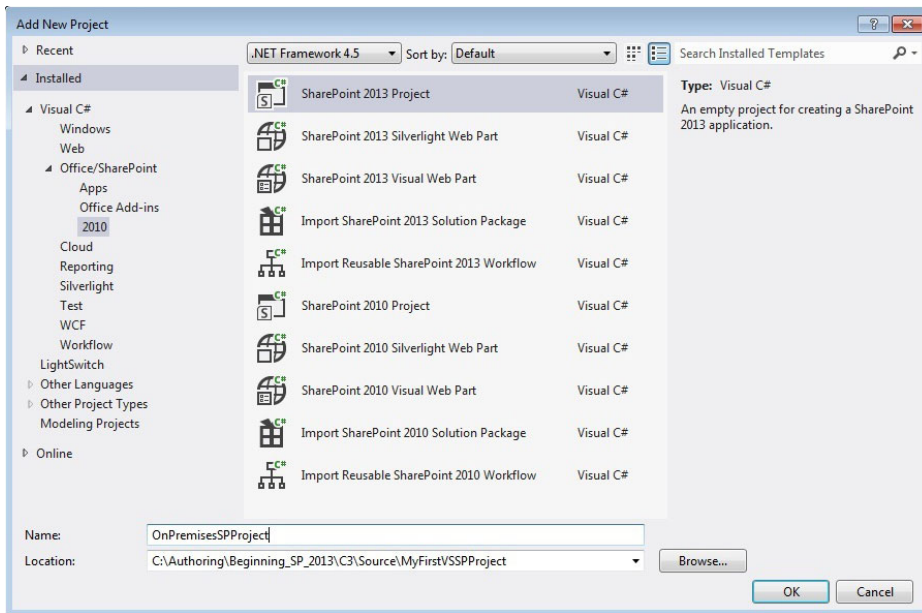 Add New Project
Recent
.NET Framework 4.5
Sort by: Default
Search Installed Templates
Installed
Visual C#
Windows
Web
Office/SharePoint
Apps
Office Add-ins
2010
Cloud
Reporting
Silverlight
Test
WCF
Workflow
LightSwitch
Other Languages
Other Project Types
Modeling Projects
Online
SharePoint 2013 Project Visual C#
SharePoint 2013 Silverlight Web Part Visual C#
SharePoint 2013 Visual Web Part Visual C#
Import SharePoint 2013 Solution Package Visual C#
Import Reusable SharePoint 2013 Workflow Visual C#
SharePoint 2010 Project Visual C#
SharePoint 2010 Silverlight Web Part Visual C#
SharePoint 2010 Visual Web Part Visual C#
Import SharePoint 2010 Solution Package Visual C#
Import Reusable SharePoint 2010 Workflow Visual C#
Type: Visual C#
An empty project for creating a SharePoint
2013 application.
Name: OnPremisesSPProject
Location: C:\Authoring\Beginning_SP_2013\C3\Source\MyFirstVSSPProject
Browse...
OK Cancel